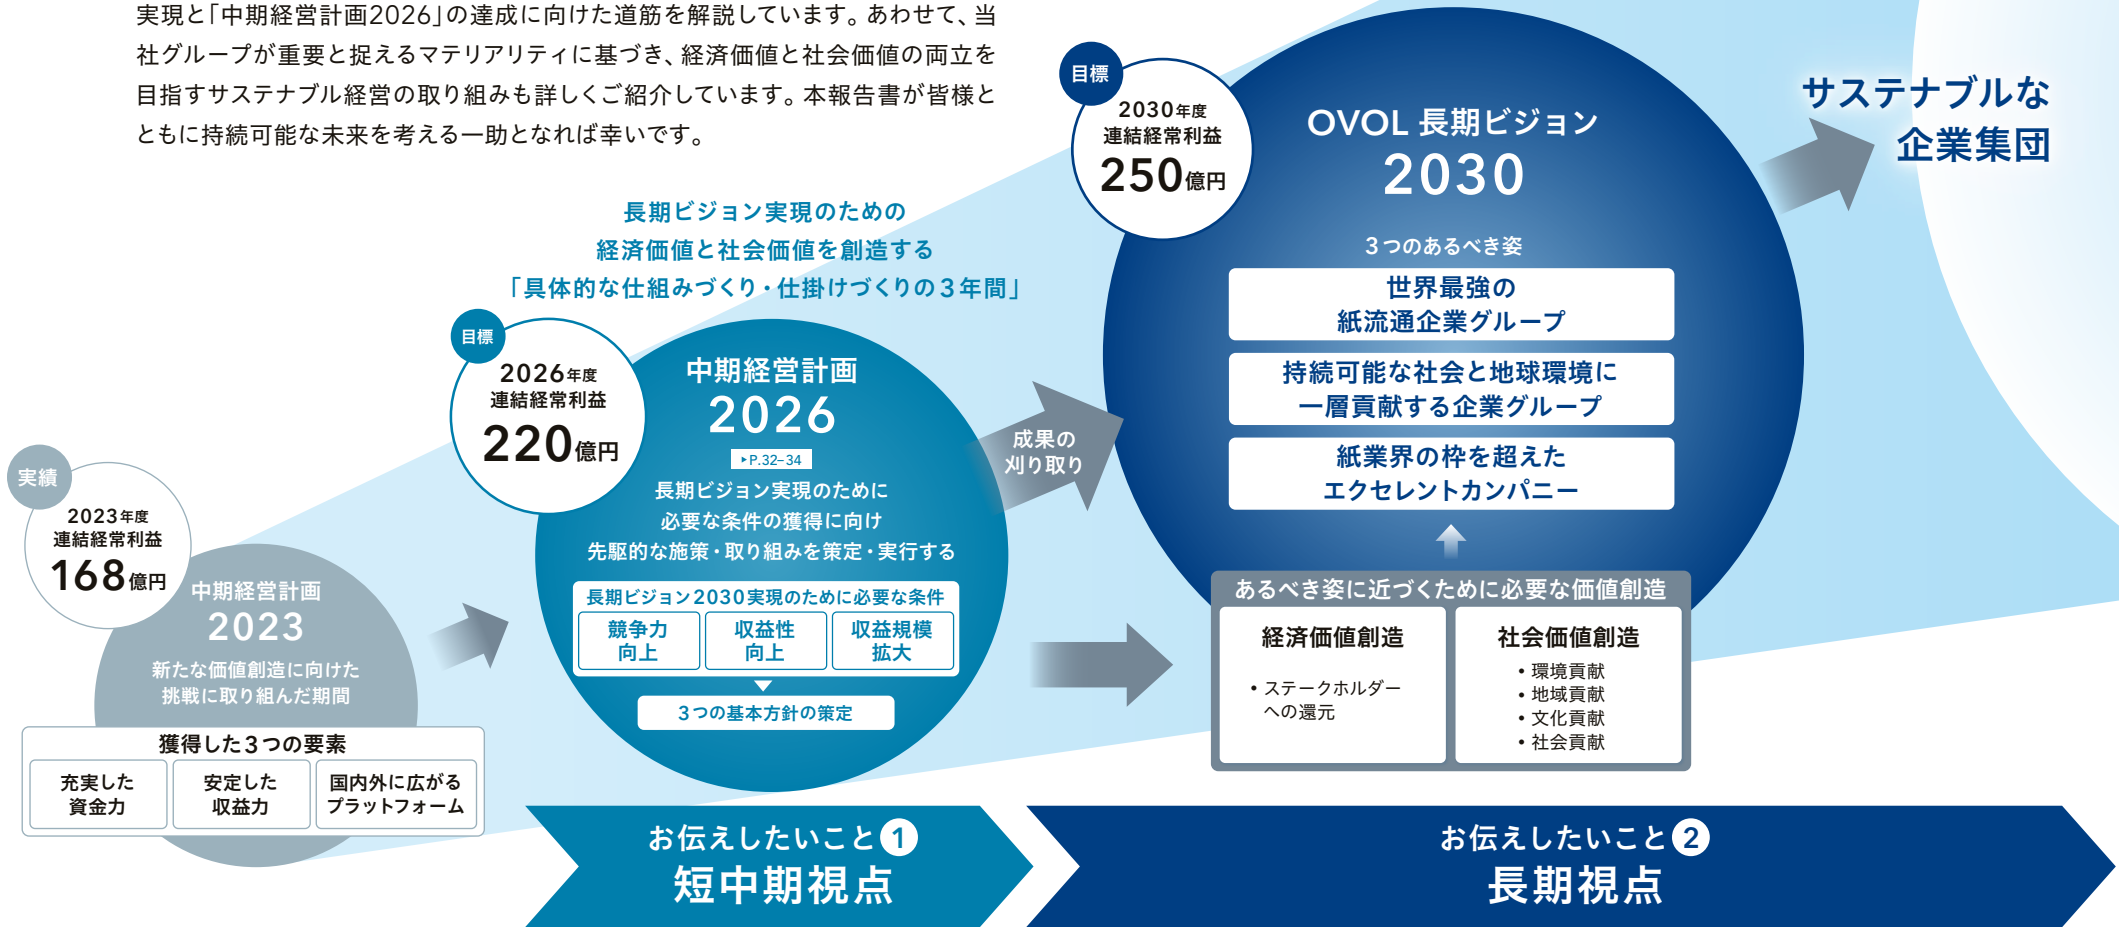 実現と「中期経営計画2026」の達成に向けた道筋を解説しています。あわせて、当
社グループが重要と捉えるマテリアリティに基づき、経済価値と社会価値の両立を
目指すサステナブル経営の取り組みも詳しくご紹介しています。本報告書が皆様と
ともに持続可能な未来を考える一助となれば幸いです。
実績
2023年度
連結経常利益
168億円
中期経営計画
2023
新たな価値創造に向けた
挑戦に取り組んだ期間
獲得した3つの要素
充実した
資金力
安定した
収益力
国内外に広がる
プラットフォーム
長期ビジョン実現のための
経済価値と社会価値を創造する
「具体的な仕組みづくり・仕掛けづくりの3年間」
目標
2026年度
連結経常利益
220億円
中期経営計画
2026
▸P.32–34
長期ビジョン実現のために
必要な条件の獲得に向け
先駆的な施策・取り組みを策定・実行する
長期ビジョン2030実現のために必要な条件
競争力
向上
収益性
向上
収益規模
拡大
3つの基本方針の策定
成果の
刈り取り
目標
2030年度
連結経常利益
250億円
OVOL 長期ビジョン
2030
3つのあるべき姿
世界最強の
紙流通企業グループ
持続可能な社会と地球環境に
一層貢献する企業グループ
紙業界の枠を超えた
エクセレントカンパニー
あるべき姿に近づくために必要な価値創造
経済価値創造
・ステークホルダー
への還元
社会価値創造
・環境貢献
・地域貢献
・文化貢献
・社会貢献
サステナブルな
企業集団
お伝えしたいこと1
短中期視点
お伝えしたいこと2
長期視点